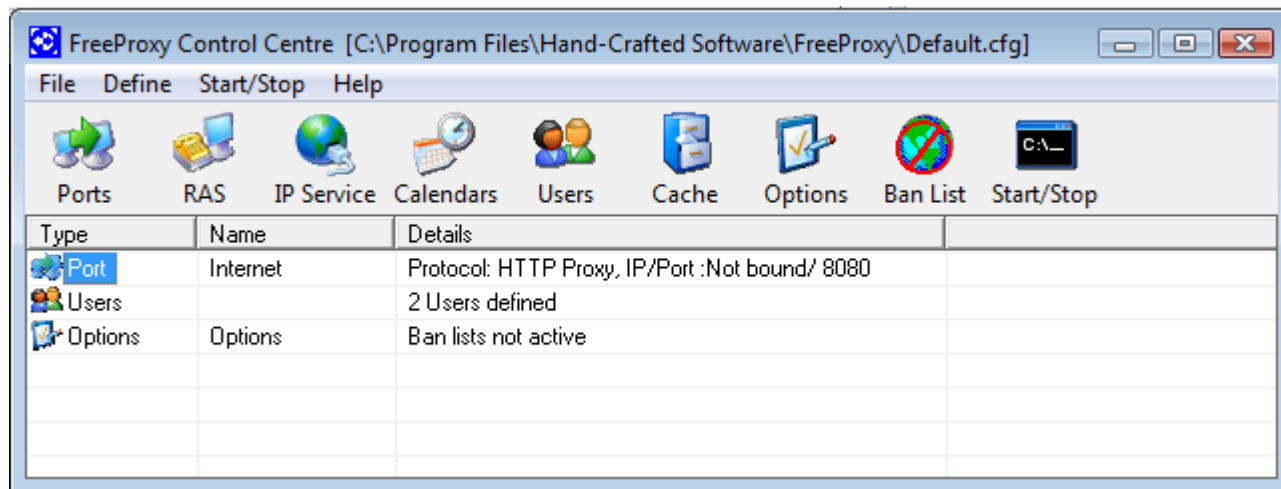 FreeProxy Control Centre [C:\Program Files\Hand-Crafted Software\FreeProxy\Default.cfg]
File Define Start/Stop Help
C:\_
Ports RAS IP Service Calendars Users Cache Options Ban List Start/Stop
Type Name Details
Port Internet Protocol: HTTP Proxy, IP/Port :Not bound/ 8080
Users 2 Users defined
Options Options Ban lists not active